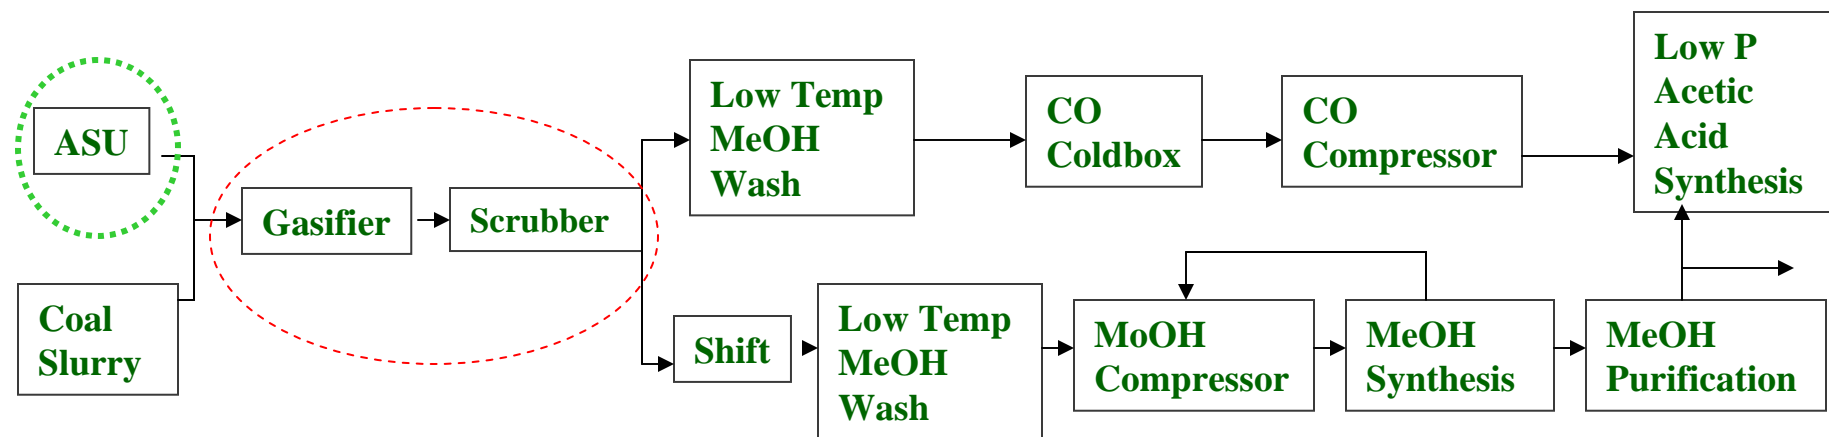 ASU
Coal
Slurry
Gasifier
Scrubber
Low Temp
MeOH
Wash
CO
Coldbox
CO
Compressor
Low P
Acetic
Acid
Synthesis
Shift
Low Temp
MeOH
Wash
MoOH
Compressor
MeOH
Synthesis
MeOH
Purification